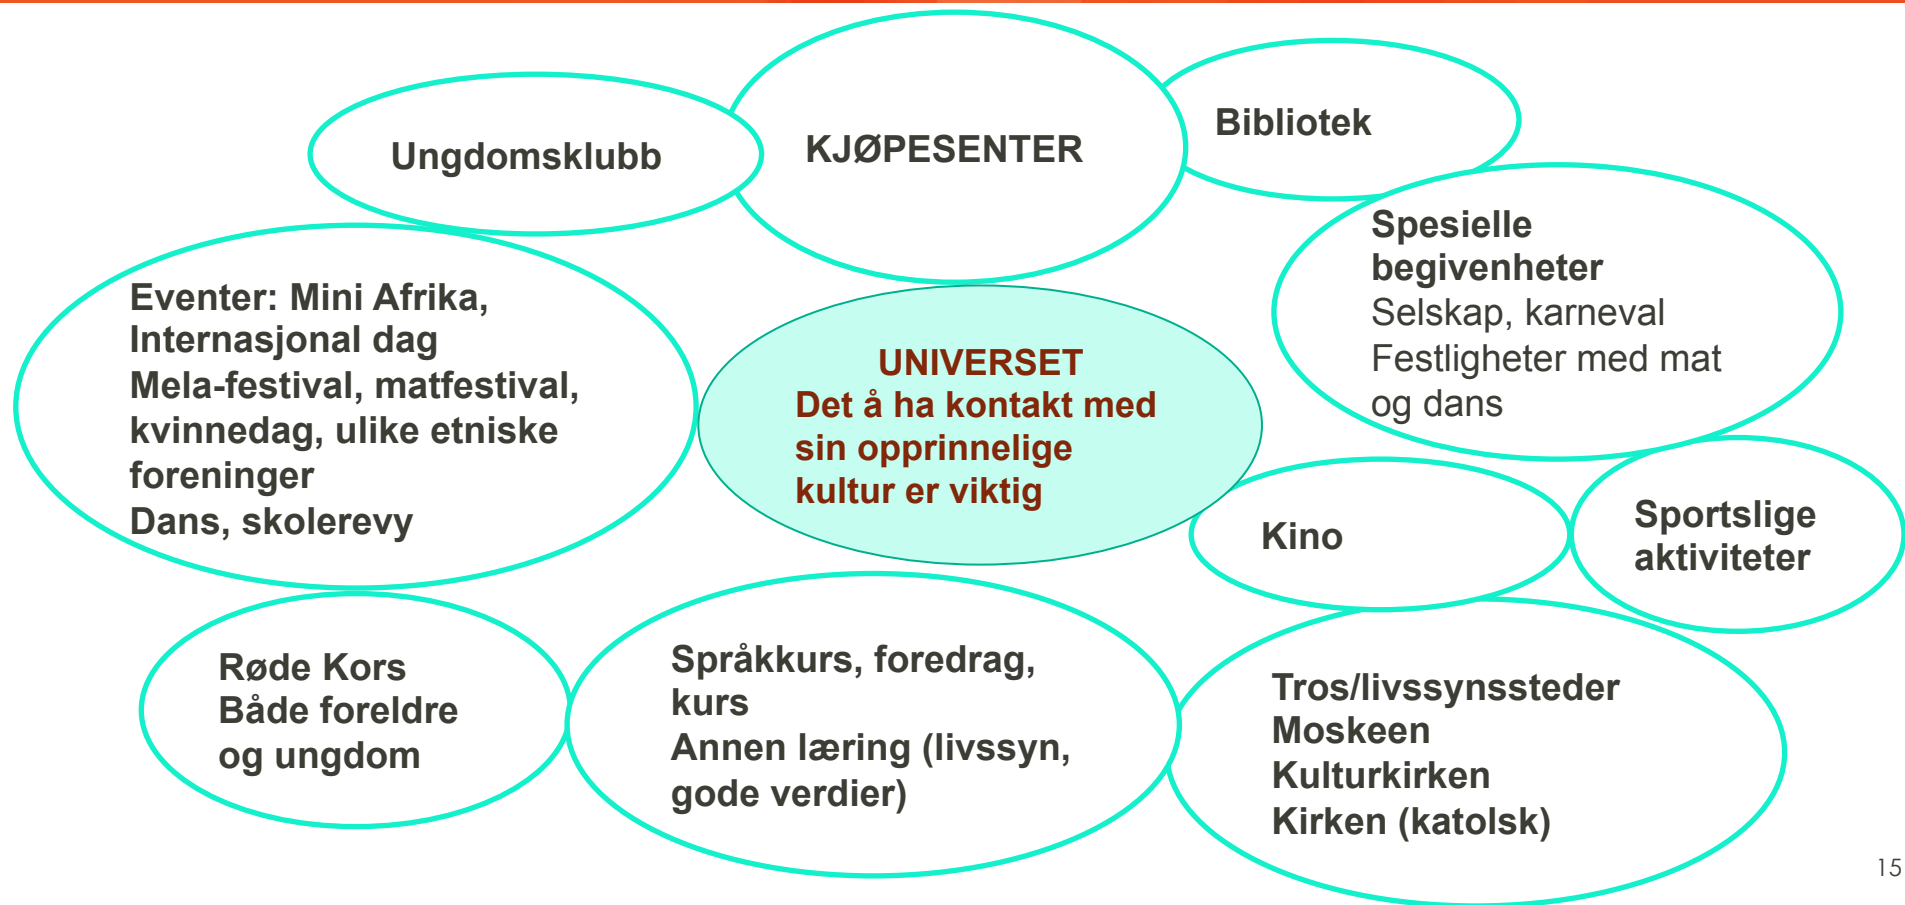 Ungdomsklubb
KJØPESENTER
Bibliotek
Spesielle
begivenheter
Selskap, karneval
Festligheter med mat
og dans
Eventer: Mini Afrika,
Internasjonal dag
Mela-festival, matfestival,
kvinnedag, ulike etniske
foreninger
Dans, skolerevy
UNIVERSET
Det å ha kontakt med
sin opprinnelige
kultur er viktig
Kino
Sportslige
aktiviteter
Røde Kors
Både foreldre
og ungdom
Språkkurs, foredrag,
kurs
Annen læring (livssyn,
gode verdier)
Tros/livssynssteder
Moskeen
Kulturkirken
Kirken (katolsk)
15